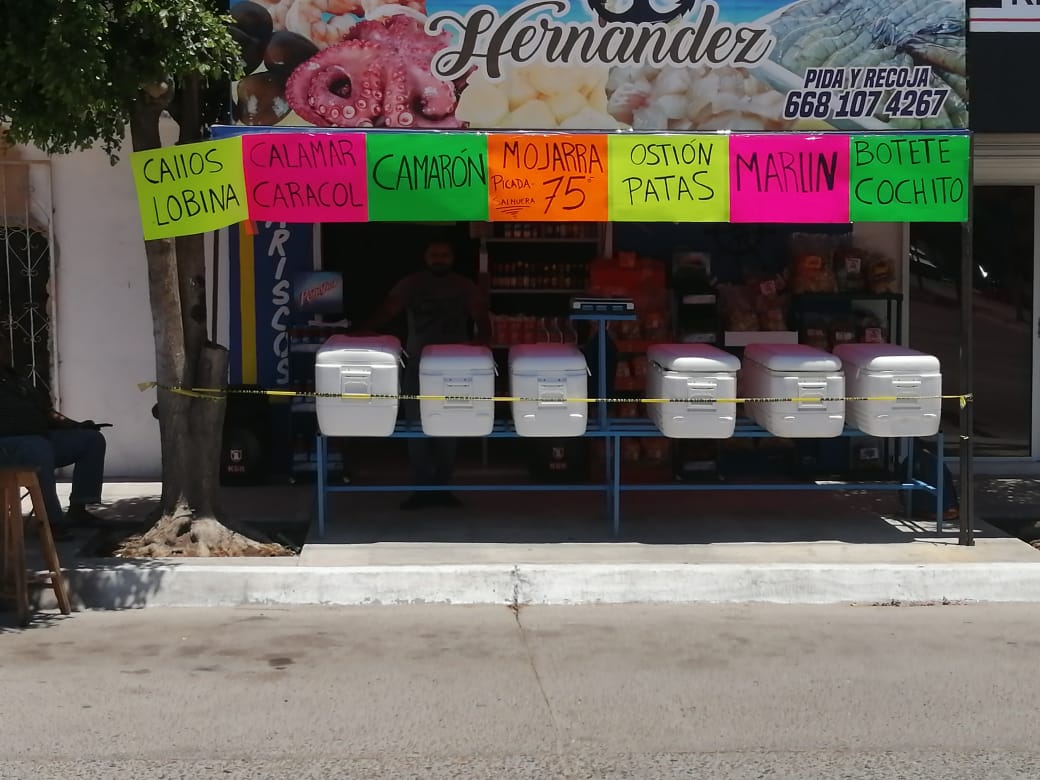 Hernandez
PIDA Y RECOJA
668 107 4267
CALLOS
LOBINA
CALAMAR
CARACOL
CAMARÓN
MOJARRA
PICADA-
SALMUERA
75
OSTIÓN
PATAS
MARLIN
BOTETE
COCHITO
RISCOS